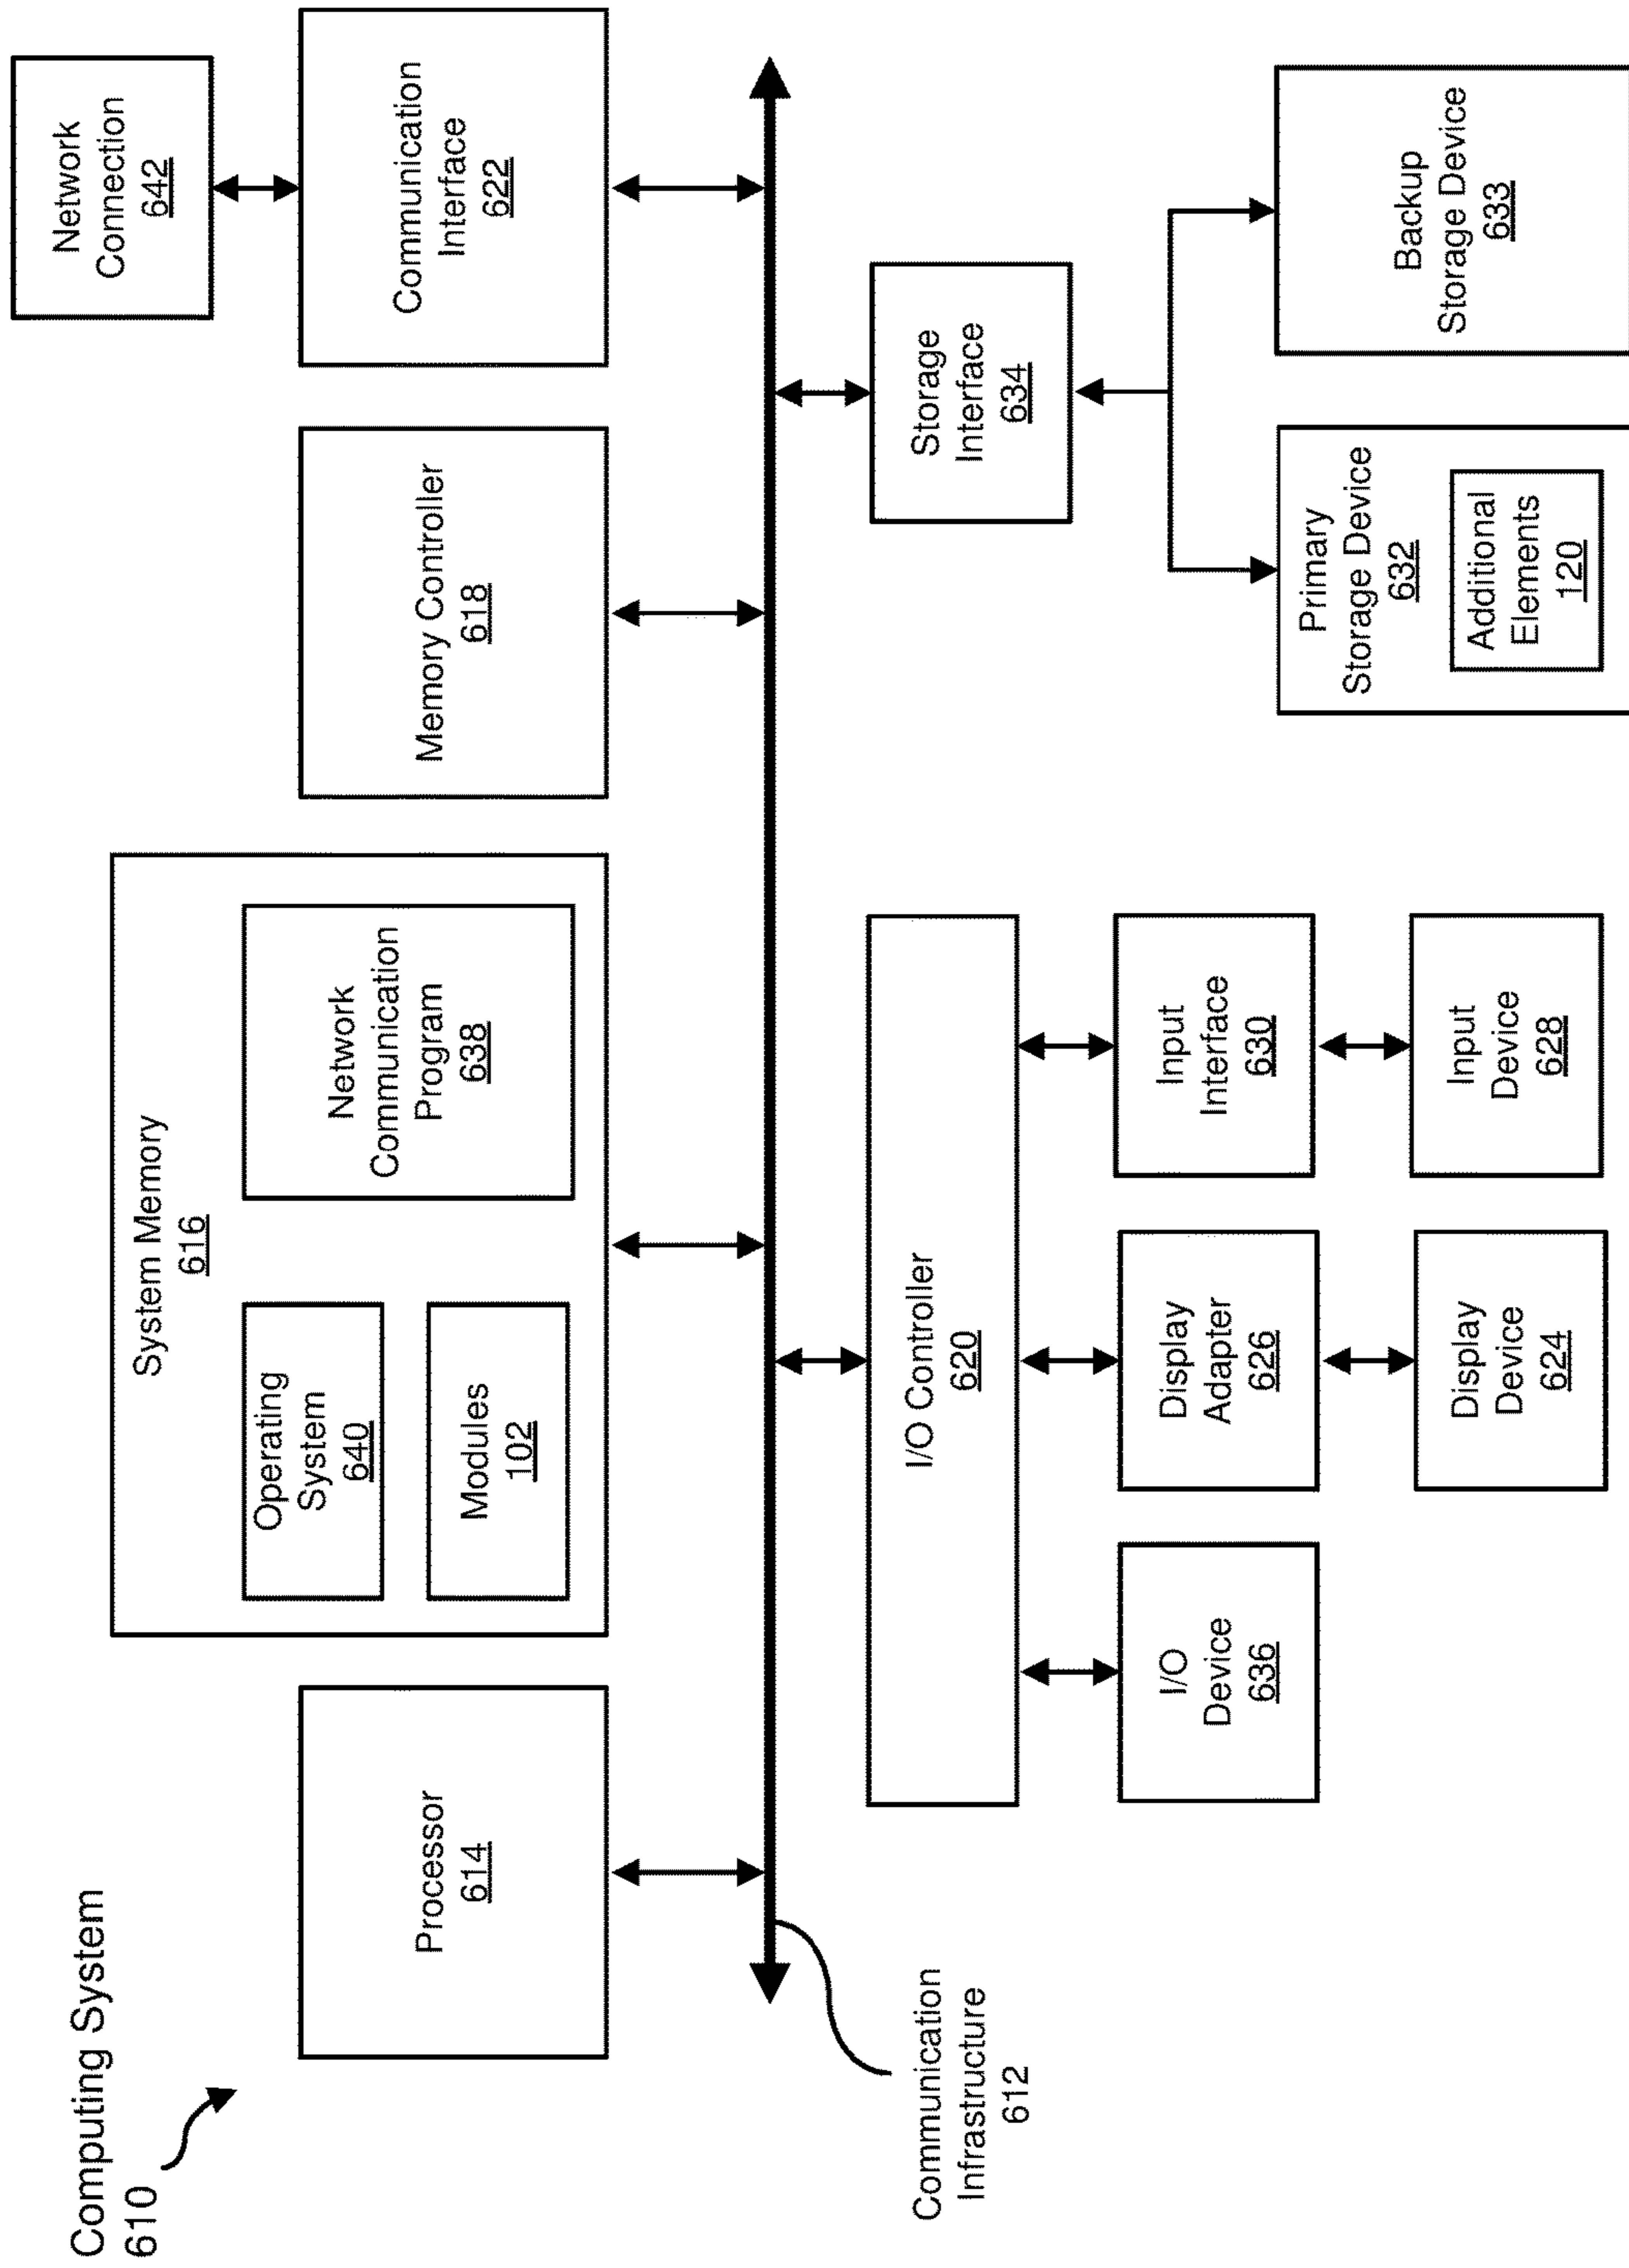 Computing System
610
Processor
614
System Memory
616
Operating
System
640
Modules
102
Network
Communication
Program
638
Memory Controller
618
Network
Connection
642
Communication
Interface
622
Communication
Infrastructure
612
I/O Controller
620
I/O
Device
636
Display
Adapter
626
Display
Device
624
Input
Interface
630
Input
Device
628
Storage
Interface
634
Primary
Storage Device
632
Additional
Elements
120
Backup
Storage Device
633